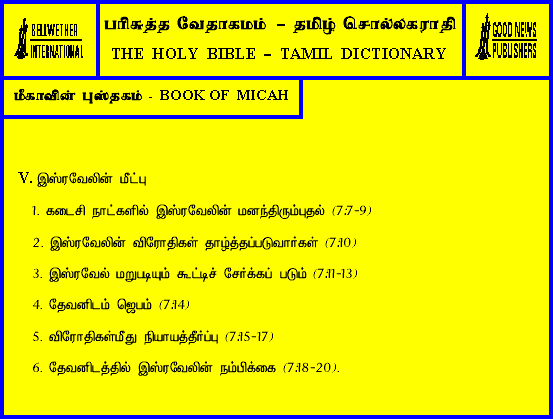 BELLWETHER
INTERNATIONAL
பரிசுத்த வேதாகமம் – தமிழ் சொல்லகராதி
THE HOLY BIBLE – TAMIL DICTIONARY
GOOD NEWS
PUBLISHERS
மீகாவின் புஸ்தகம் - BOOK OF MICAH
V. இஸ்ரவேலின் மீட்பு
1. கடைசி நாட்களில் இஸ்ரவேலின் மனந்திரும்புதல் (7:7-9)
2. இஸ்ரவேலின் விரோதிகள் தாழ்த்தப்படுவார்கள் (7:10)
3. இஸ்ரவேல் மறுபடியும் கூட்டிச் சேர்க்கப் படும் (7:11-13)
4. தேவனிடம் ஜெபம் (7:14)
5. விரோதிகள்மீது நியாயத்தீர்ப்பு (7:15-17)
6. தேவனிடத்தில் இஸ்ரவேலின் நம்பிக்கை (7:18-20).